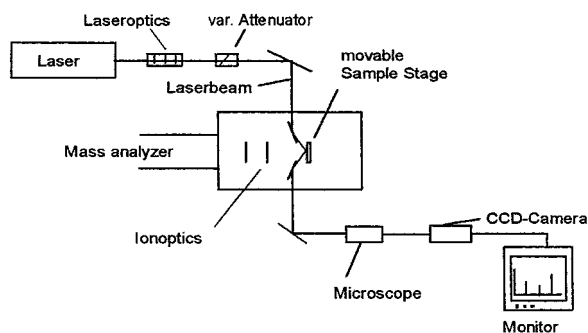 Laseroptics
var. Attenuator
movable
Sample Stage
Laser
Laserbeam
Mass analyzer
Ionoptics
CCD-Camera
Microscope
Monitor